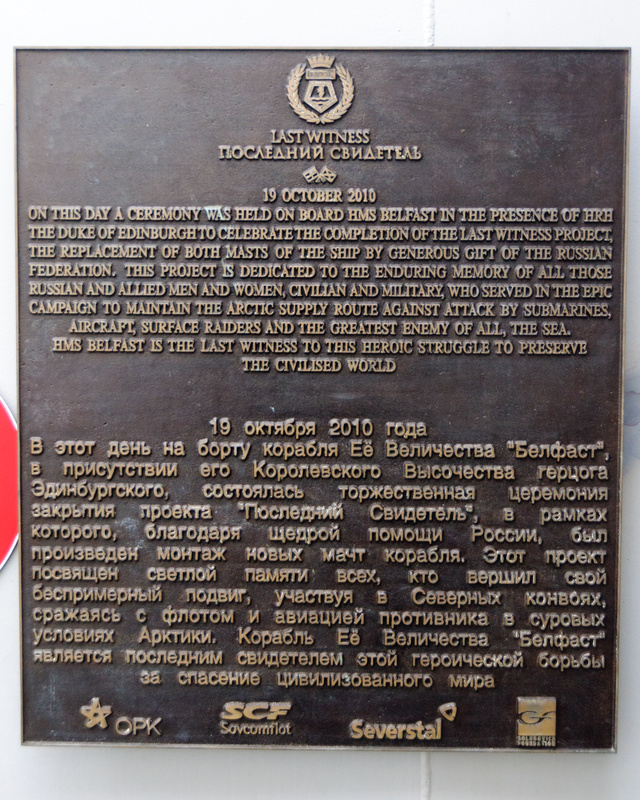 LAST WITNESS
ПОСЛЕДНИЙ СВИДЕТЕЛЬ
19 OCTOBER 2010
ON THIS DAY A CEREMONY WAS HELD ON BOARD HMS BELFAST IN THE PRESENCE OF HRH
THE DUKE OF EDINBURGH TO CELEBRATE THE COMPLETION OF THE LAST WITNESS PROJECT,
THE REPLACEMENT OF BOTH MASTS OF THE SHIP BY GENEROUS GIFT OF THE RUSSIAN
FEDERATION. THIS PROJECT IS DEDICATED TO THE ENDURING MEMORY OF ALL THOSE
RUSSIAN AND ALLIED MEN AND WOMEN, CIVILIAN AND MILITARY, WHO SERVED IN THE EPIC
CAMPAIGN TO MAINTAIN THE ARCTIC SUPPLY ROUTE AGAINST ATTACK BY SUBMARINES,
AIRCRAFT, SURFACE RAIDERS AND THE GREATEST ENEMY OF ALL, THE SEA.
HMS BELFAST IS THE LAST WITNESS TO THIS HEROIC STRUGGLE TO PRESERVE
THE CIVILISED WORLD
19 октября 2010 года
В этот день на борту корабля Её Величества "Белфаст",
в присутствии его Королевского Высочества герцога
Эдинбургского, состоялась торжественная церемония
закрытия проекта "Последний Свидетель", в рамках
которого, благодаря щедрой помощи России, был
произведен монтаж новых мачт корабля. Этот проект
посвящен светлой памяти всех, кто вершил свой
беспримерный подвиг, участвуя в Северных конвоях,
сражаясь с флотом и авиацией противника в суровых
условиях Арктики. Корабль Её Величества "Белфаст"
является последним свидетелем этой героической борьбы
за спасение цивилизованного мира
OPK
SCF
Sovcomflot
Severstal